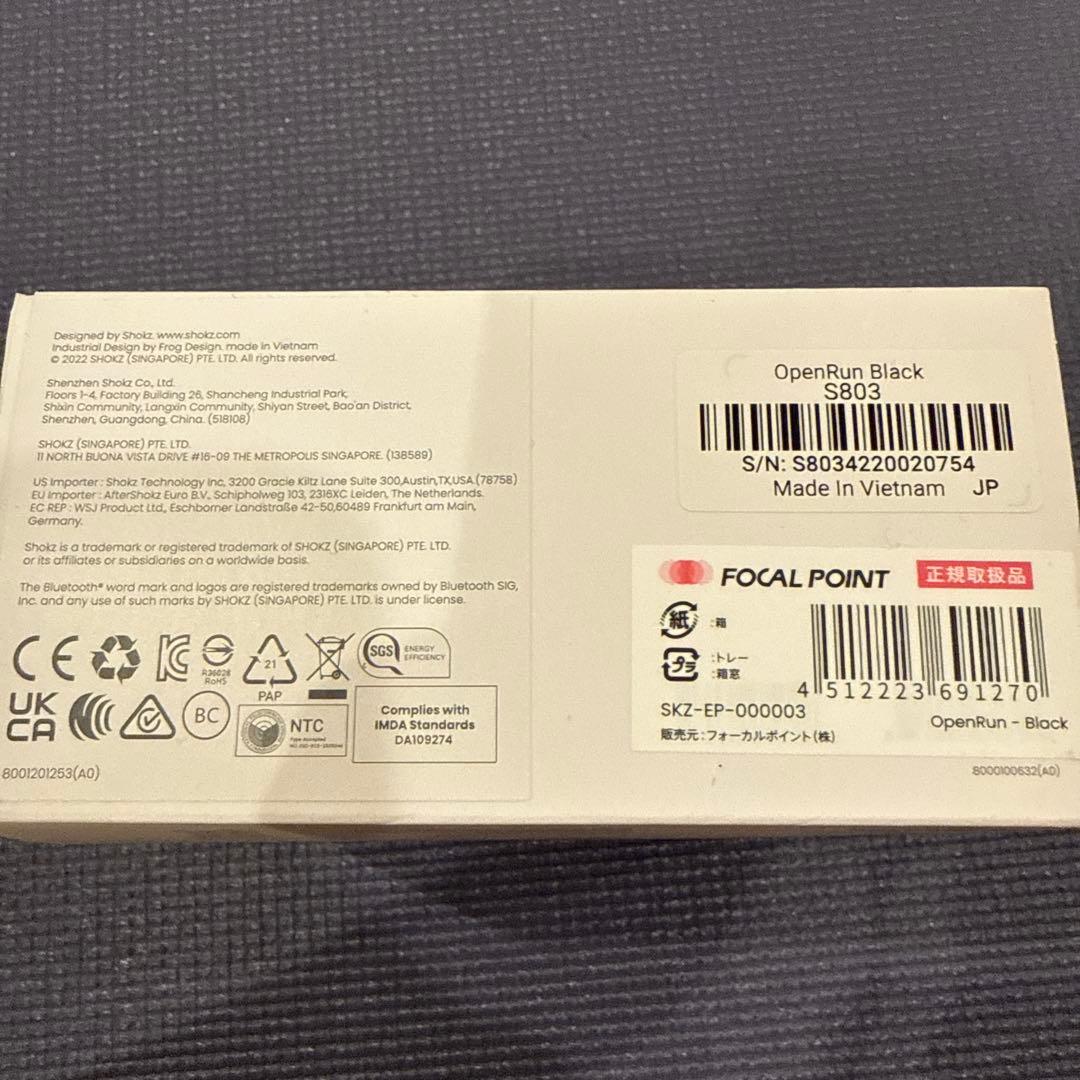 Designed by Shokz. www.shokz.com
Industrial Design by Frog Design. made in Vietnam
© 2022 SHOKZ (SINGAPORE) PTE. LTD. All rights reserved.
Shenzhen Shokz Co., Ltd.
Floors 1-4, Factory Building 26, Shancheng Industrial Park,
Shixin Community, Langxin Community, Shiyan Street, Bao'an District,
Shenzhen, Guangdong, China. (518108)
SHOKZ (SINGAPORE) PTE. LTD.
11 NORTH BUONA VISTA DRIVE #16-09 THE METROPOLIS SINGAPORE. (138589)
US Importer : Shokz Technology Inc, 3200 Gracie Kiltz Lane Suite 300,Austin,TX,USA.(78758)
EU Importer : AfterShokz Euro B.V., Schipholweg 103, 2316XC Leiden, The Netherlands.
EC REP : WSJ Product Ltd., Eschborner Landstraße 42-50,60489 Frankfurt am Main,
Germany.
Shokz is a trademark or registered trademark of SHOKZ (SINGAPORE) PTE. LTD.
or its affiliates or subsidiaries on a worldwide basis.
The Bluetooth® word mark and logos are registered trademarks owned by Bluetooth SIG,
Inc. and any use of such marks by SHOKZ (SINGAPORE) PTE. LTD. is under license.
CE
R36028
RoHS
21
PAP
SGS
ENERGY
EFFICIENCY
UK
CA
BC
NTC
Type Accepted
Complies with
IMDA Standards
DA109274
8001201253(A0)
OpenRun Black
S803
S/N: S8034220020754
Made In Vietnam JP
FOCAL POINT 正規取扱品
紙 :箱
プラ :トレー
:箱窓
4 512223 691270
SKZ-EP-000003
OpenRun - Black
販売元:フォーカルポイント(株)
8000100632(A0)